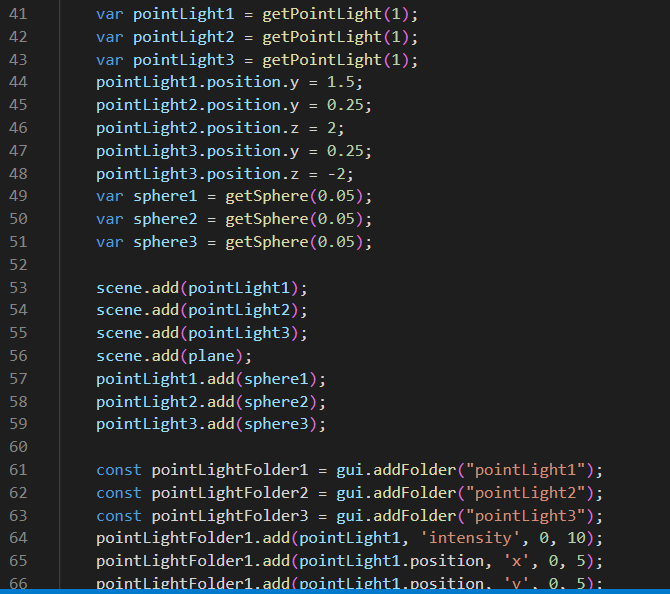 41 var pointLight1 = getPointLight(1);
42 var pointLight2 = getPointLight(1);
43 var pointLight3 = getPointLight(1);
44 pointLight1.position.y = 1.5;
45 pointLight2.position.y = 0.25;
46 pointLight2.position.z = 2;
47 pointLight3.position.y = 0.25;
48 pointLight3.position.z = -2;
49 var sphere1 = getSphere(0.05);
50 var sphere2 = getSphere(0.05);
51 var sphere3 = getSphere(0.05);
52
53 scene.add(pointLight1);
54 scene.add(pointLight2);
55 scene.add(pointLight3);
56 scene.add(plane);
57 pointLight1.add(sphere1);
58 pointLight2.add(sphere2);
59 pointLight3.add(sphere3);
60
61 const pointLightFolder1 = gui.addFolder("pointLight1");
62 const pointLightFolder2 = gui.addFolder("pointLight2");
63 const pointLightFolder3 = gui.addFolder("pointLight3");
64 pointLightFolder1.add(pointLight1, 'intensity', 0, 10);
65 pointLightFolder1.add(pointLight1.position, 'x', 0, 5);
66 pointLightFolder1.add(pointLight1.position, 'y', 0, 5);